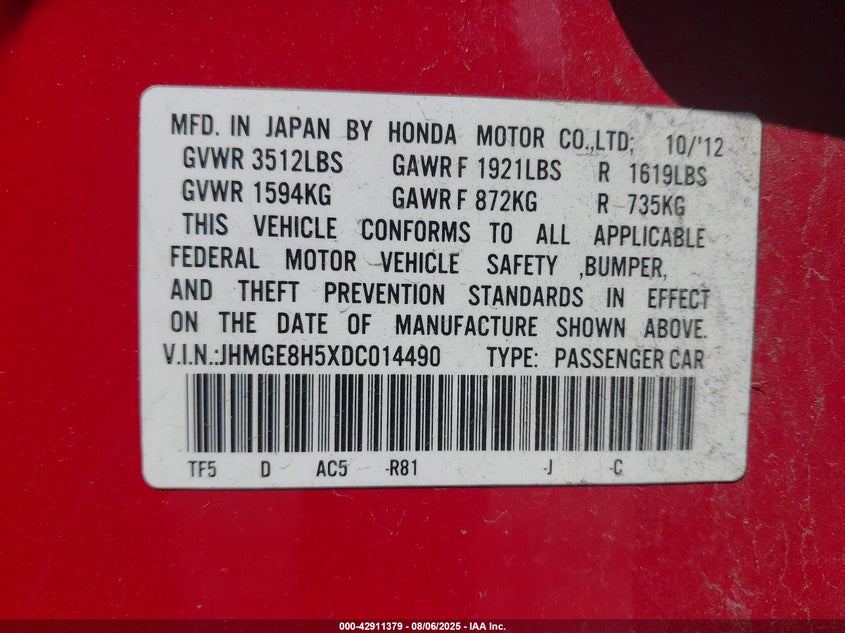 MFD. IN JAPAN BY HONDA MOTOR CO.,LTD; 10/'12
GVWR 3512LBS GAWR F 1921LBS R 1619LBS
GVWR 1594KG GAWR F 872KG R 735KG
THIS VEHICLE CONFORMS TO ALL APPLICABLE
FEDERAL MOTOR VEHICLE SAFETY ,BUMPER,
AND THEFT PREVENTION STANDARDS IN EFFECT
ON THE DATE OF MANUFACTURE SHOWN ABOVE.
V.I.N.:JHMGE8H5XDC014490 TYPE: PASSENGER CAR
TF5 D AC5 -R81 -J -C
000-42911379 - 08/06/2025 - IAA Inc.